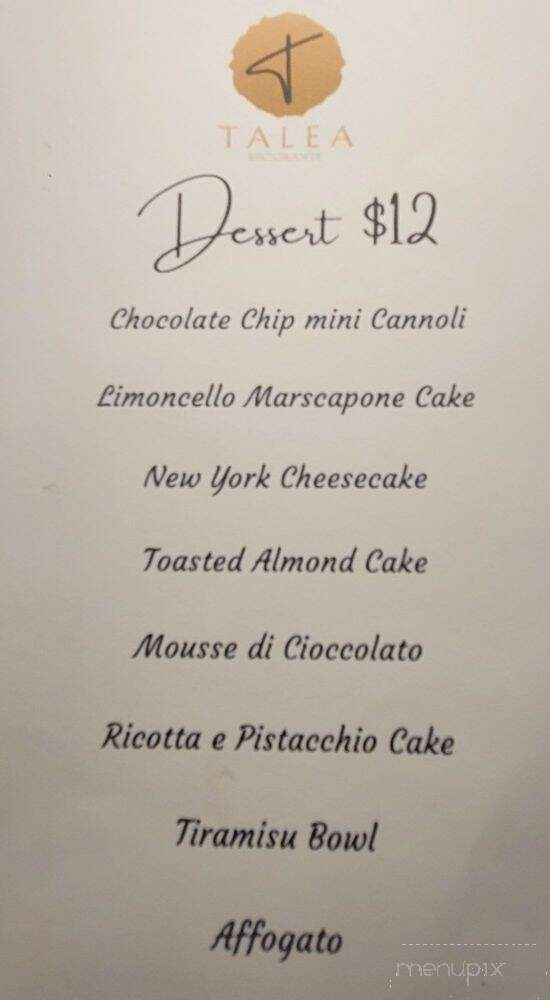 T
TALEA
RISTORANTE
Dessert $12
Chocolate Chip mini Cannoli
Limoncello Marscapone Cake
New York Cheesecake
Toasted Almond Cake
Mousse di Cioccolato
Ricotta e Pistacchio Cake
Tiramisu Bowl
Affogato
menupix